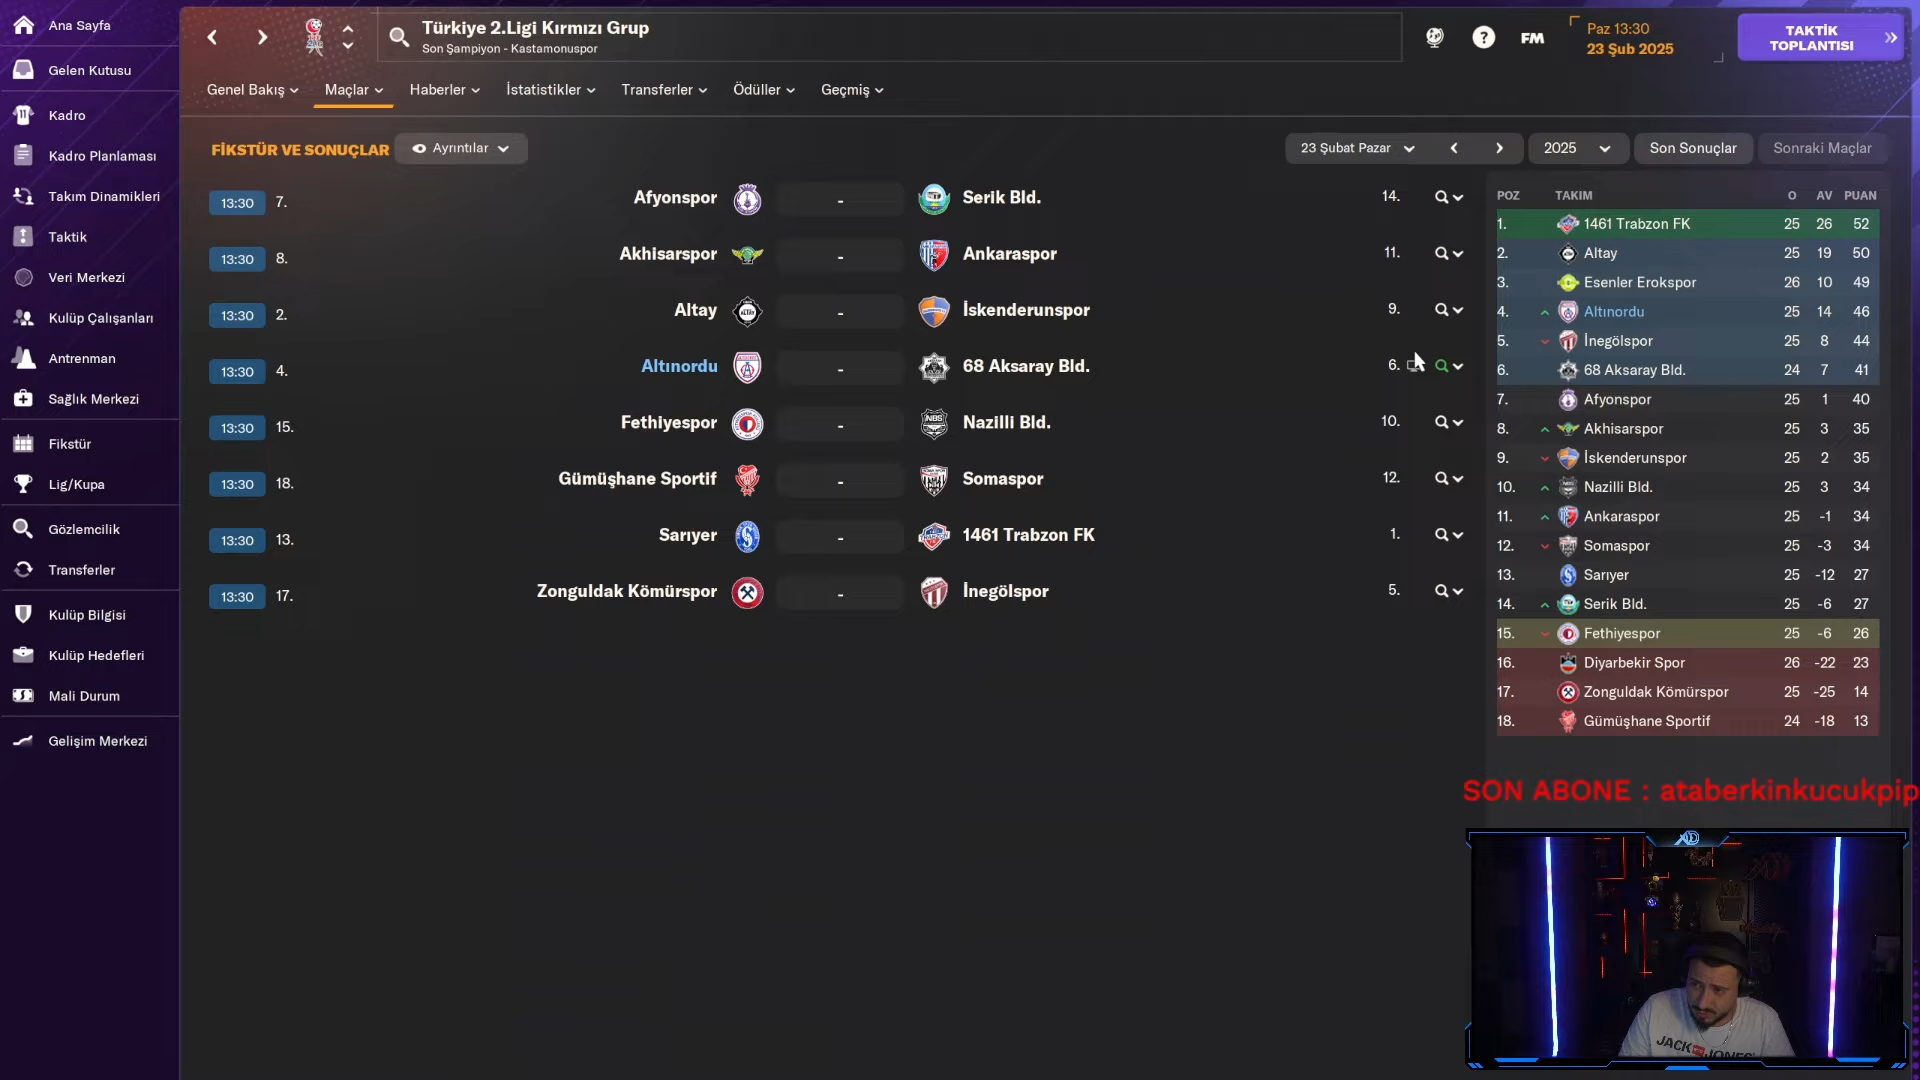 Ana Sayfa
Gelen Kutusu
Kadro
Kadro Planlaması
Takım Dinamikleri
Taktik
Veri Merkezi
Kulüp Çalışanları
Antrenman
Sağlık Merkezi
Fikstür
Lig/Kupa
Gözlemcilik
Transferler
Kulüp Bilgisi
Kulüp Hedefleri
Mali Durum
Gelişim Merkezi
Türkiye 2.Ligi Kırmızı Grup
Son Şampiyon - Kastamonuspor
? FM
Paz 13:30
23 Şub 2025
TAKTİK
TOPLANTISI
Genel Bakış Maçlar Haberler İstatistikler Transferler Ödüller Geçmiş
FİKSTÜR VE SONUÇLAR Ayrıntılar
23 Şubat Pazar 2025 Son Sonuçlar Sonraki Maçlar
13:30 7. Afyonspor - Serik Bld. 14.
13:30 8. Akhisarspor - Ankaraspor 11.
13:30 2. Altay - İskenderunspor 9.
13:30 4. Altınordu - 68 Aksaray Bld. 6.
13:30 15. Fethiyespor - Nazilli Bld. 10.
13:30 18. Gümüşhane Sportif - Somaspor 12.
13:30 13. Sarıyer - 1461 Trabzon FK 1.
13:30 17. Zonguldak Kömürspor - İnegölspor 5.
POZ TAKIM O AV PUAN
1. 1461 Trabzon FK 25 26 52
2. Altay 25 19 50
3. Esenler Erokspor 26 10 49
4. Altınordu 25 14 46
5. İnegölspor 25 8 44
6. 68 Aksaray Bld. 24 7 41
7. Afyonspor 25 1 40
8. Akhisarspor 25 3 35
9. İskenderunspor 25 2 35
10. Nazilli Bld. 25 3 34
11. Ankaraspor 25 -1 34
12. Somaspor 25 -3 34
13. Sarıyer 25 -12 27
14. Serik Bld. 25 -6 27
15. Fethiyespor 25 -6 26
16. Diyarbekir Spor 26 -22 23
17. Zonguldak Kömürspor 25 -25 14
18. Gümüşhane Sportif 24 -18 13
SON ABONE : ataberkinkucukpip
JACK JONES